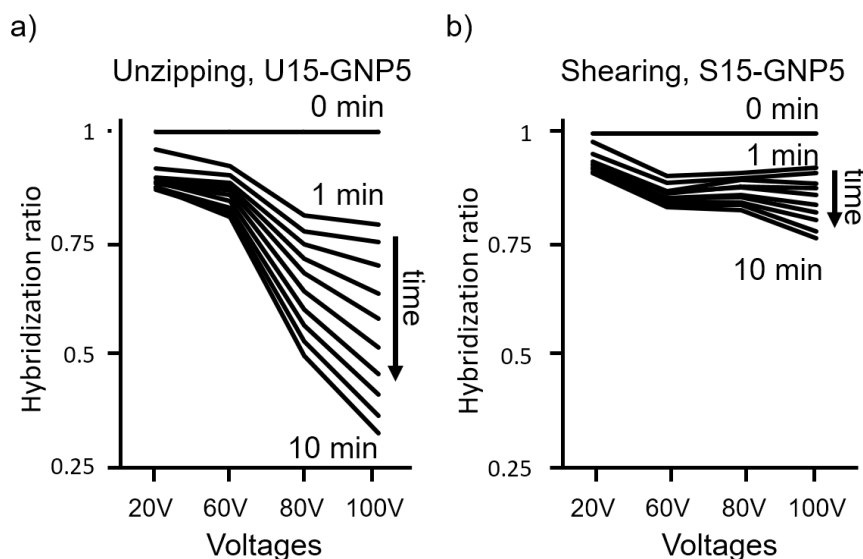 a)
Unzipping, U15-GNP5
0 min
1
1 min
0.75
time
0.5
10 min
0.25
20V 60V 80V 100V
Voltages
Hybridization ratio
b)
Shearing, S15-GNP5
0 min
1
1 min
time
0.75
10 min
0.5
0.25
20V 60V 80V 100V
Voltages
Hybridization ratio